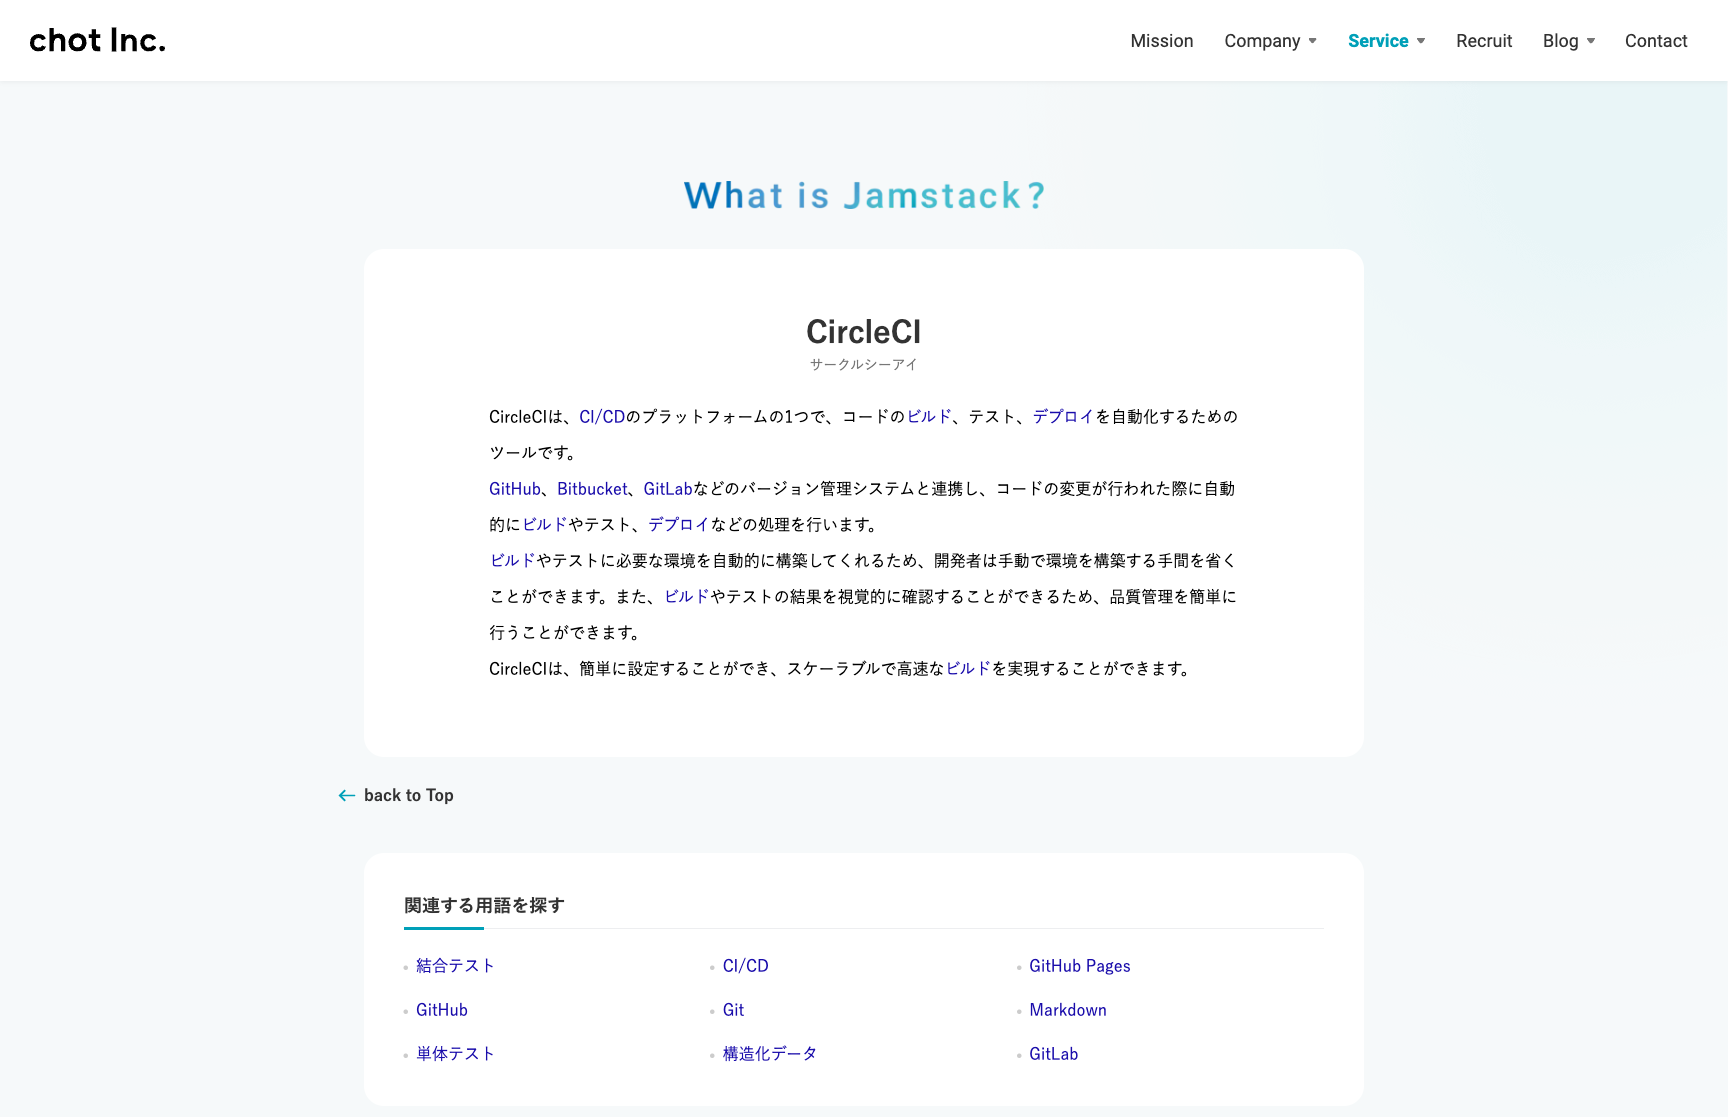 chot Inc.
Mission Company Service Recruit Blog Contact
What is Jamstack?
CircleCI
サークルシーアイ
CircleCIは、CI/CDのプラットフォームの1つで、コードのビルド、テスト、デプロイを自動化するための
ツールです。
GitHub、Bitbucket、GitLabなどのバージョン管理システムと連携し、コードの変更が行われた際に自動
的にビルドやテスト、デプロイなどの処理を行います。
ビルドやテストに必要な環境を自動的に構築してくれるため、開発者は手動で環境を構築する手間を省く
ことができます。また、ビルドやテストの結果を視覚的に確認することができるため、品質管理を簡単に
行うことができます。
CircleCIは、簡単に設定することができ、スケーラブルで高速なビルドを実現することができます。
back to Top
関連する用語を探す
結合テスト CI/CD GitHub Pages
GitHub Git Markdown
単体テスト 構造化データ GitLab